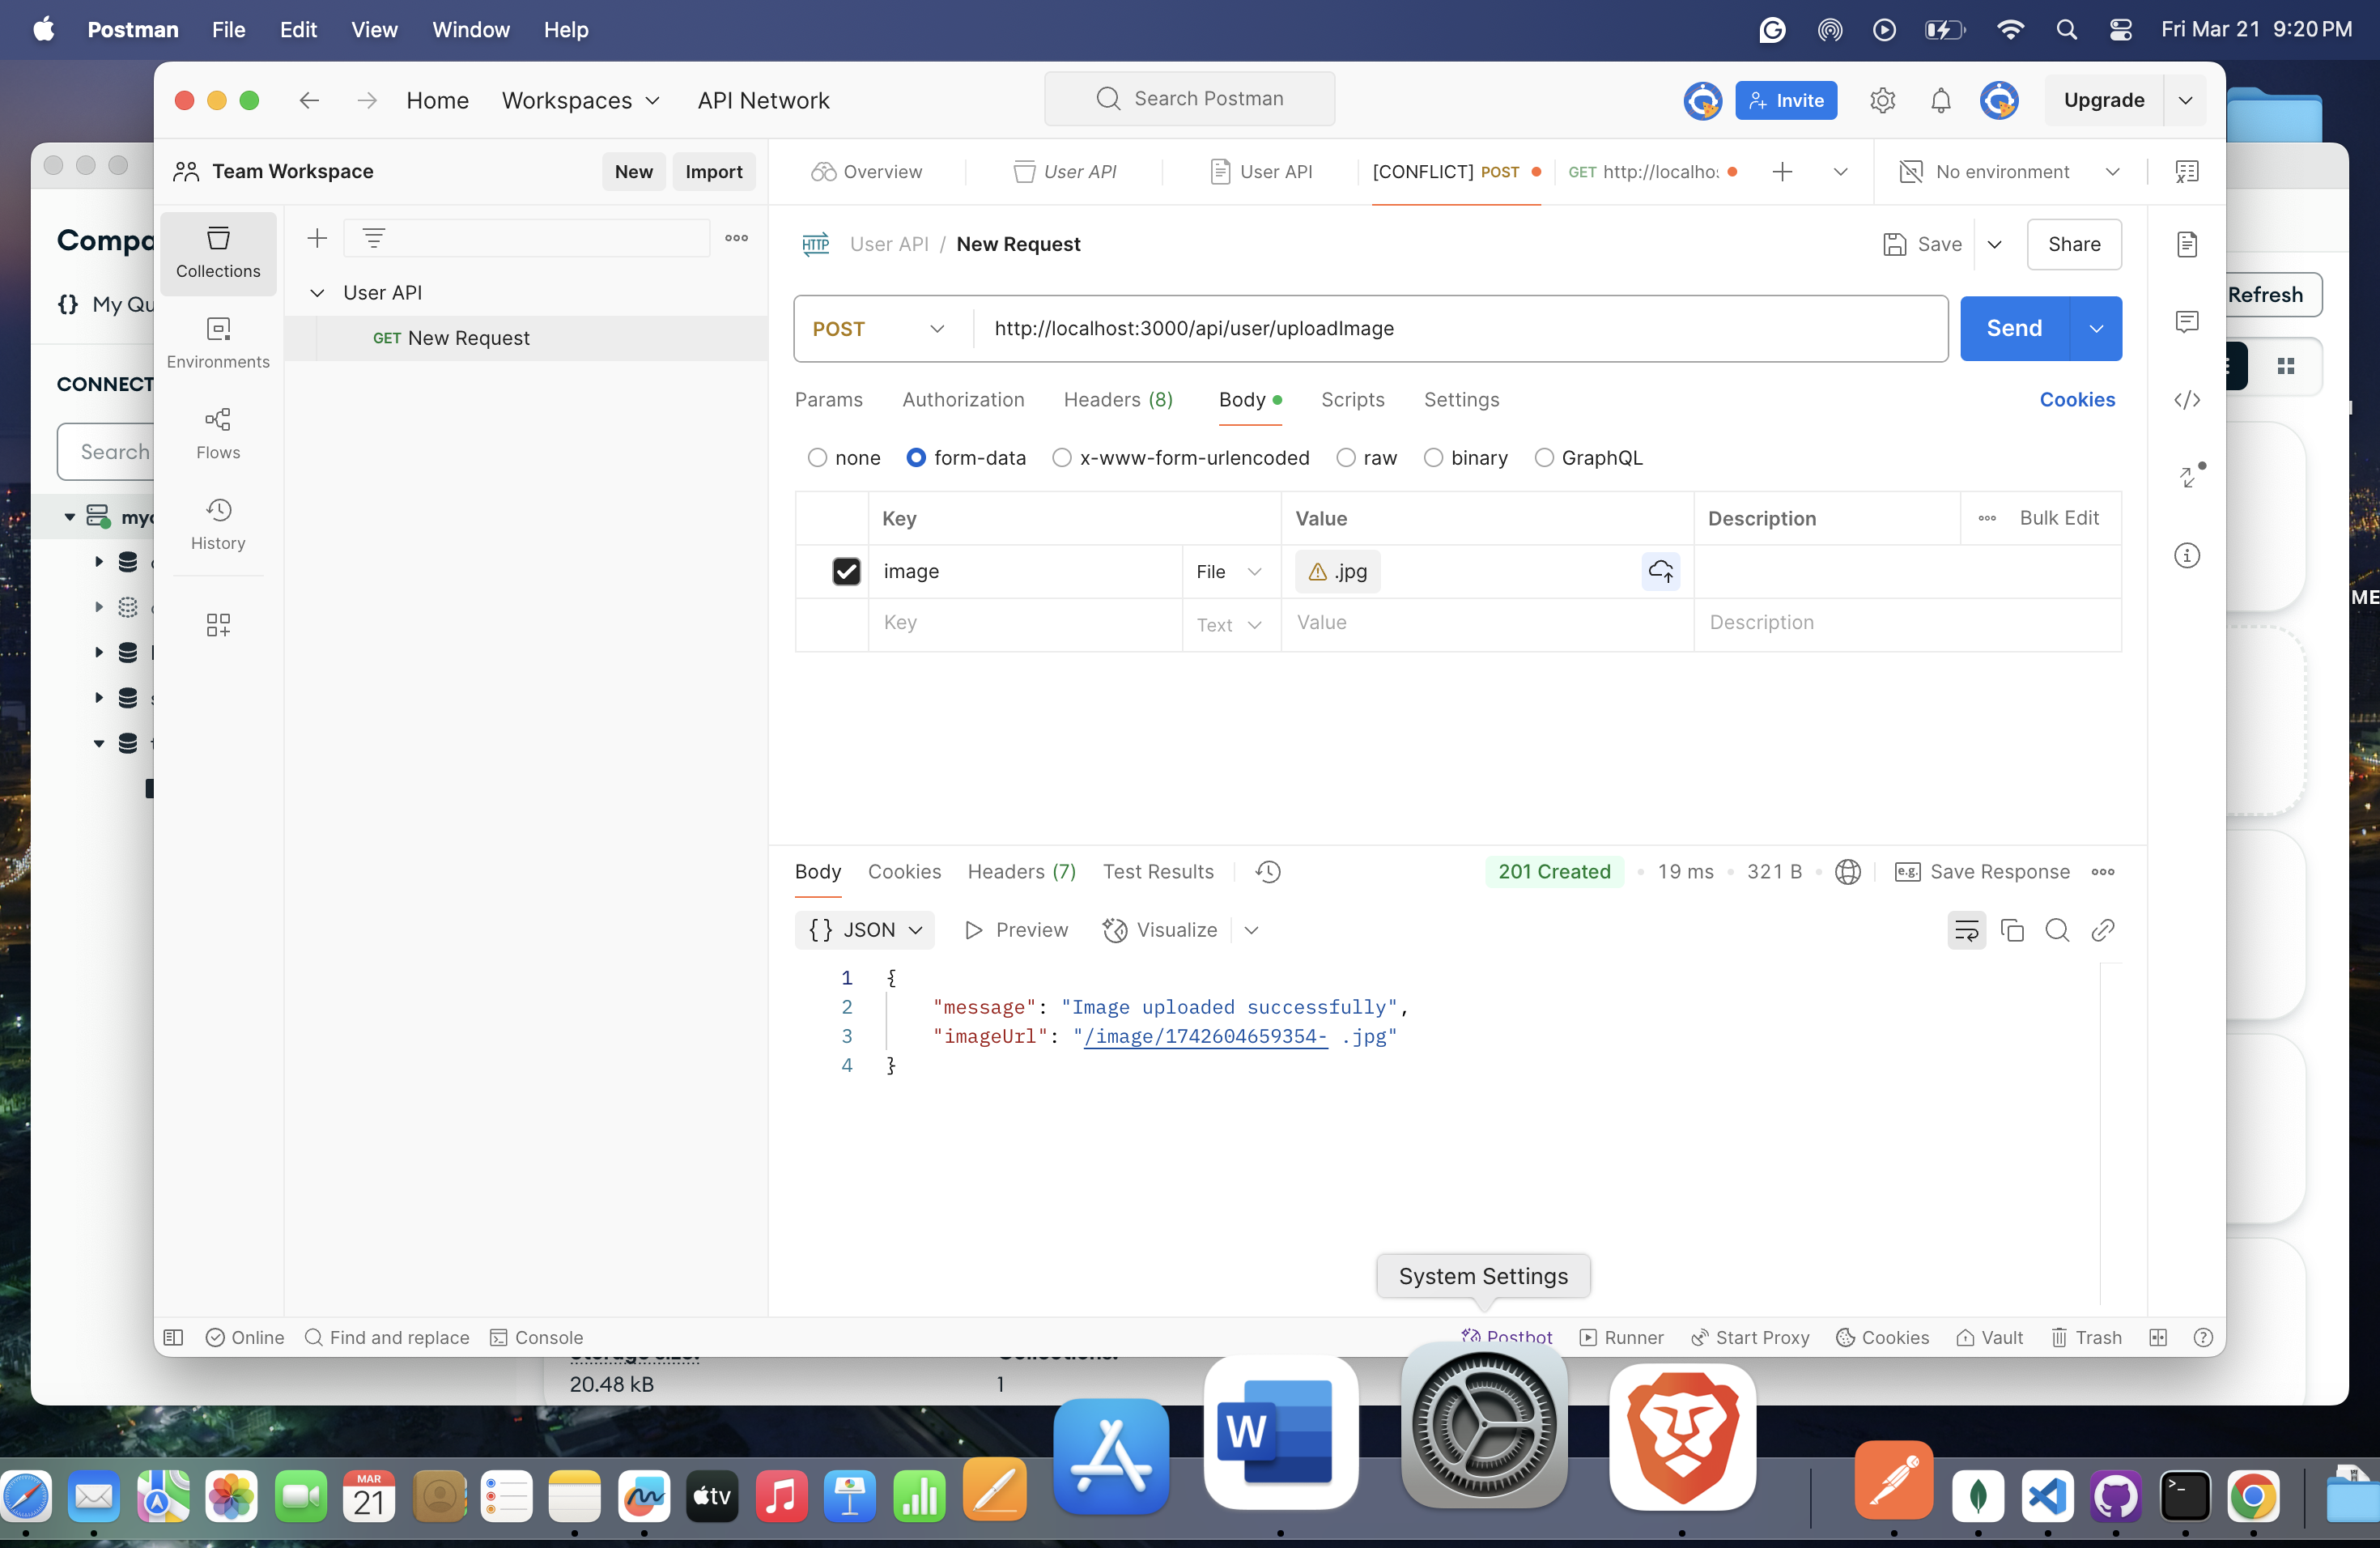 Postman File Edit View Window Help Fri Mar 21 9:20 PM
Home Workspaces API Network Search Postman Invite Upgrade
Team Workspace New Import Overview User API User API [CONFLICT] POST GET http://localho No environment
Compa
Collections
User API / New Request Save Share
My Qu
User API
Refresh
GET New Request
POST http://localhost:3000/api/user/uploadImage Send
Environments
CONNECT
Params Authorization Headers (8) Body Scripts Settings Cookies
Search
Flows
none form-data x-www-form-urlencoded raw binary GraphQL
myc
Key Value Description Bulk Edit
History
image File .jpg
ME
Key Text Value Description
Body Cookies Headers (7) Test Results 201 Created 19 ms 321 B e.g. Save Response
{} JSON Preview Visualize
1 {
2 "message": "Image uploaded successfully",
3 "imageUrl": "/image/1742604659354- .jpg"
4 }
System Settings
Online Find and replace Console Postbot Runner Start Proxy Cookies Vault Trash
20.48 kB 1
W
MAR
21
tv